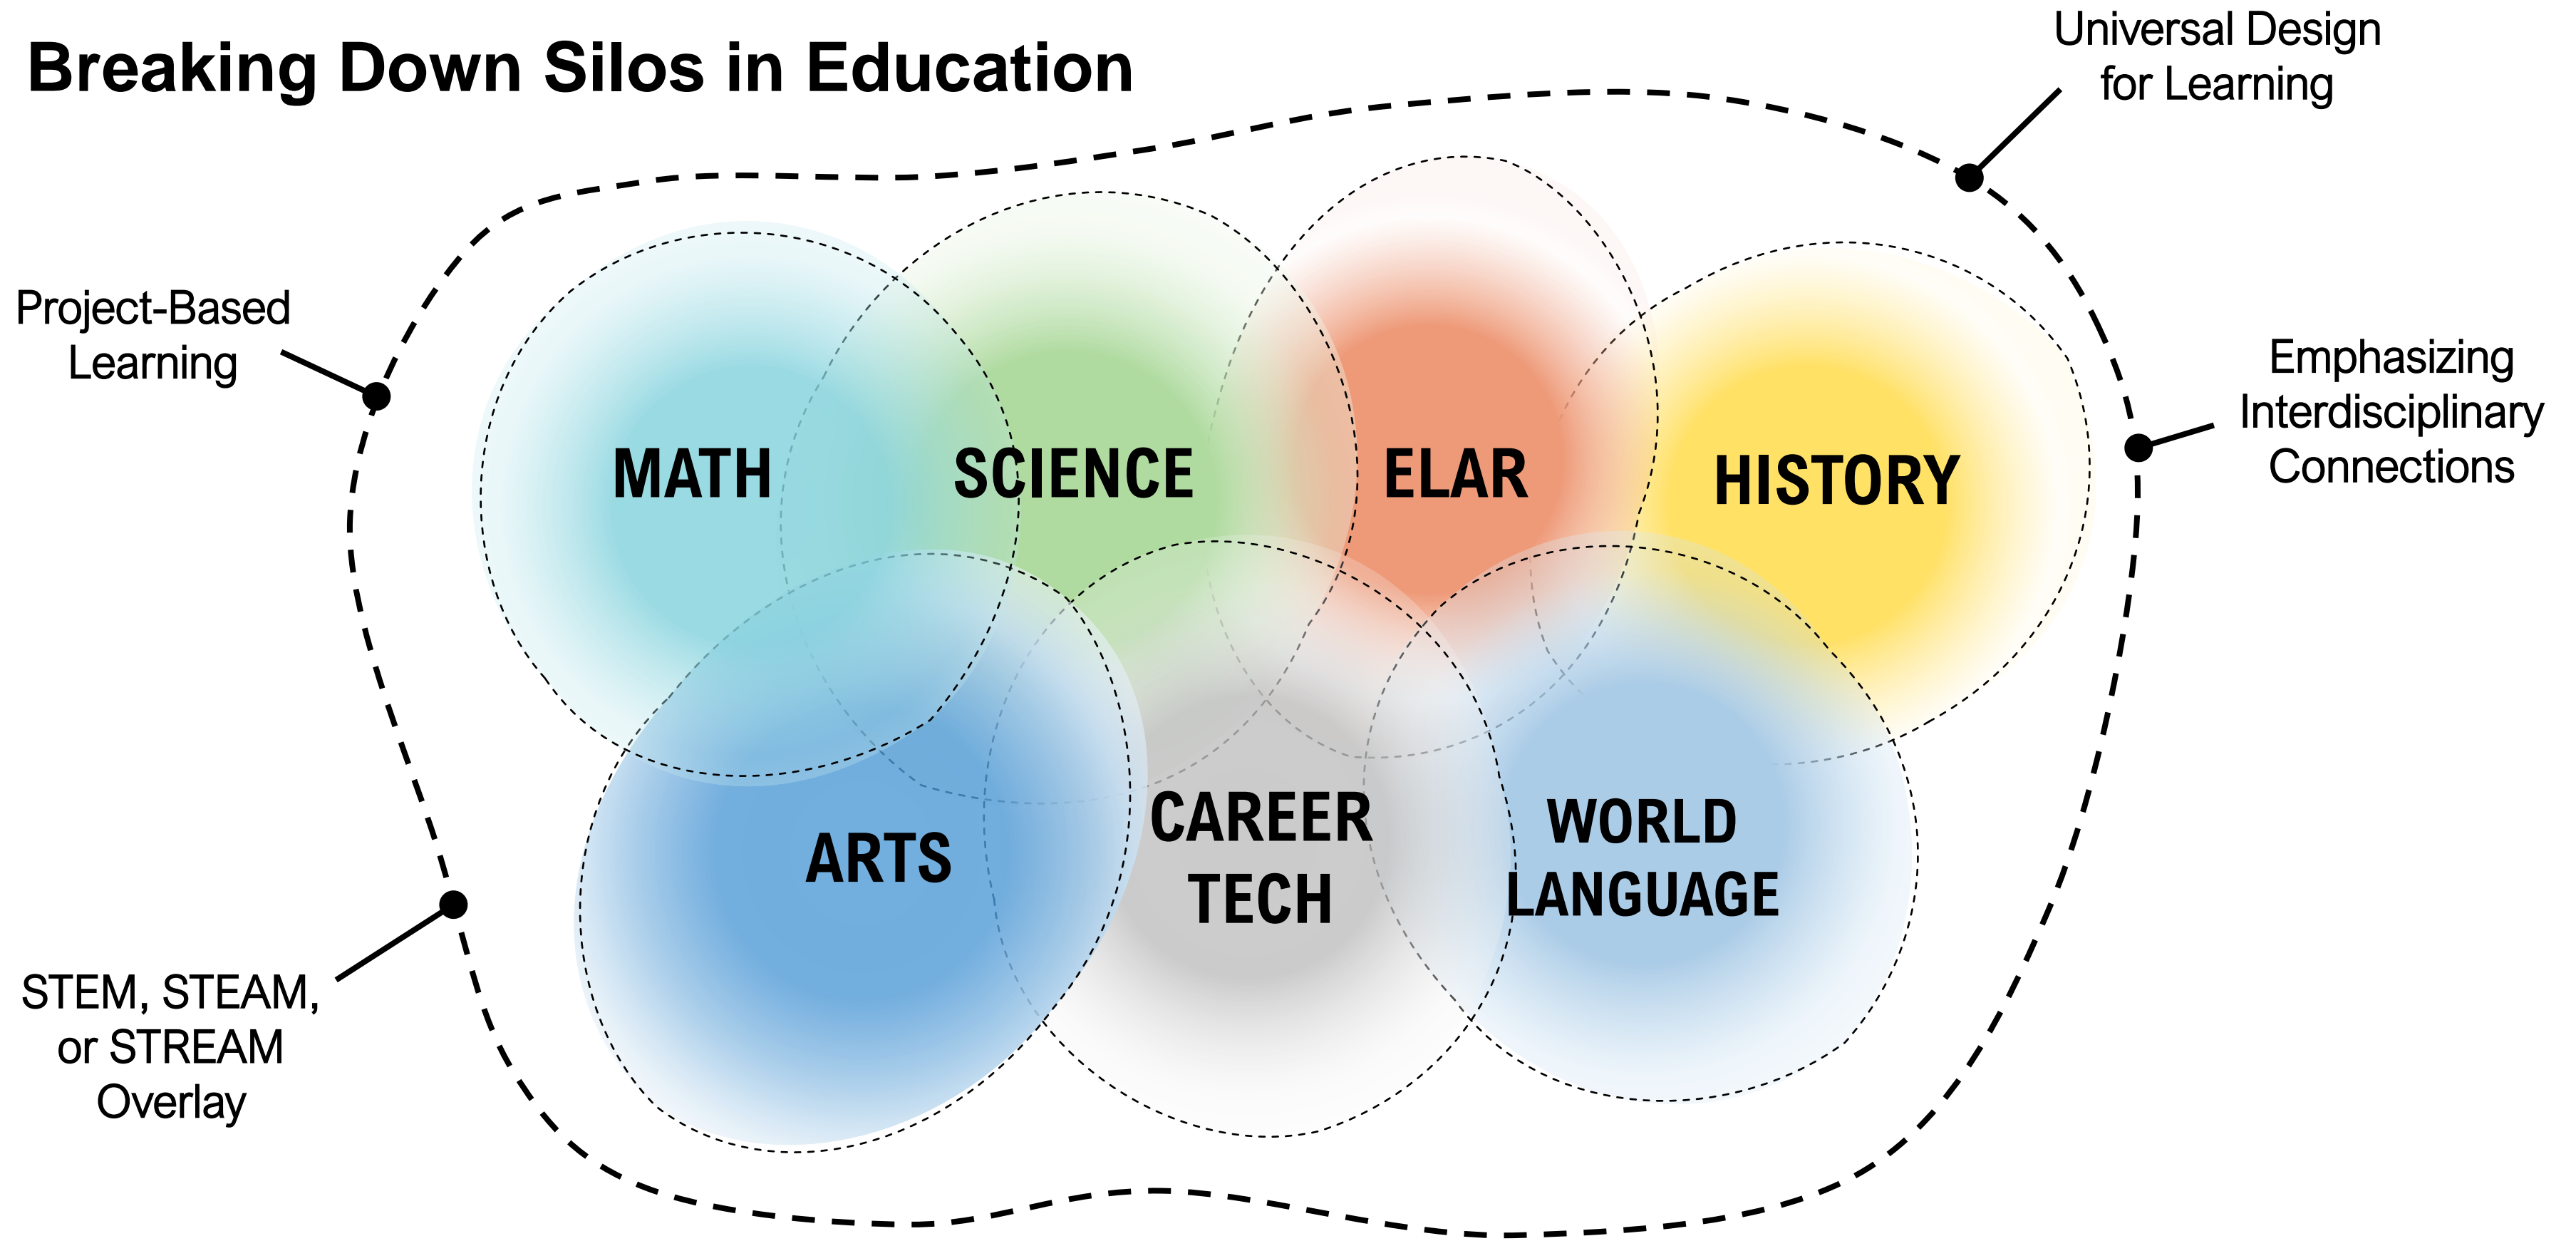 Breaking Down Silos in Education
Universal Design
for Learning
Project-Based
Learning
Emphasizing
Interdisciplinary
Connections
MATH
SCIENCE
ELAR
HISTORY
ARTS
CAREER
TECH
WORLD
LANGUAGE
STEM, STEAM,
or STREAM
Overlay